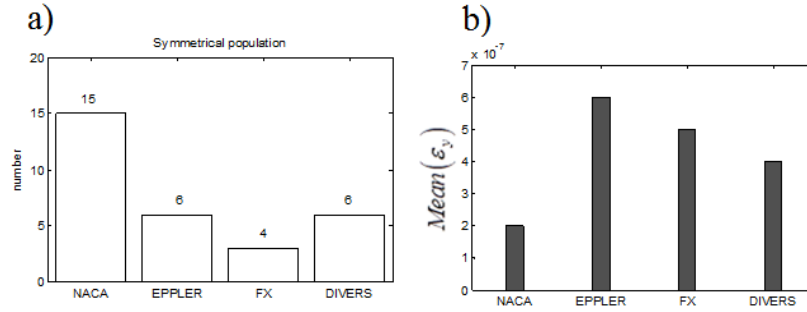 a)
Symmetrical population
number
20
15
10
5
0
15
6
4
6
NACA EPPLER FX DIVERS
b)
× 10⁻⁷
Mean(εᵧ)
7
6
5
4
3
2
1
0
NACA EPPLER FX DIVERS